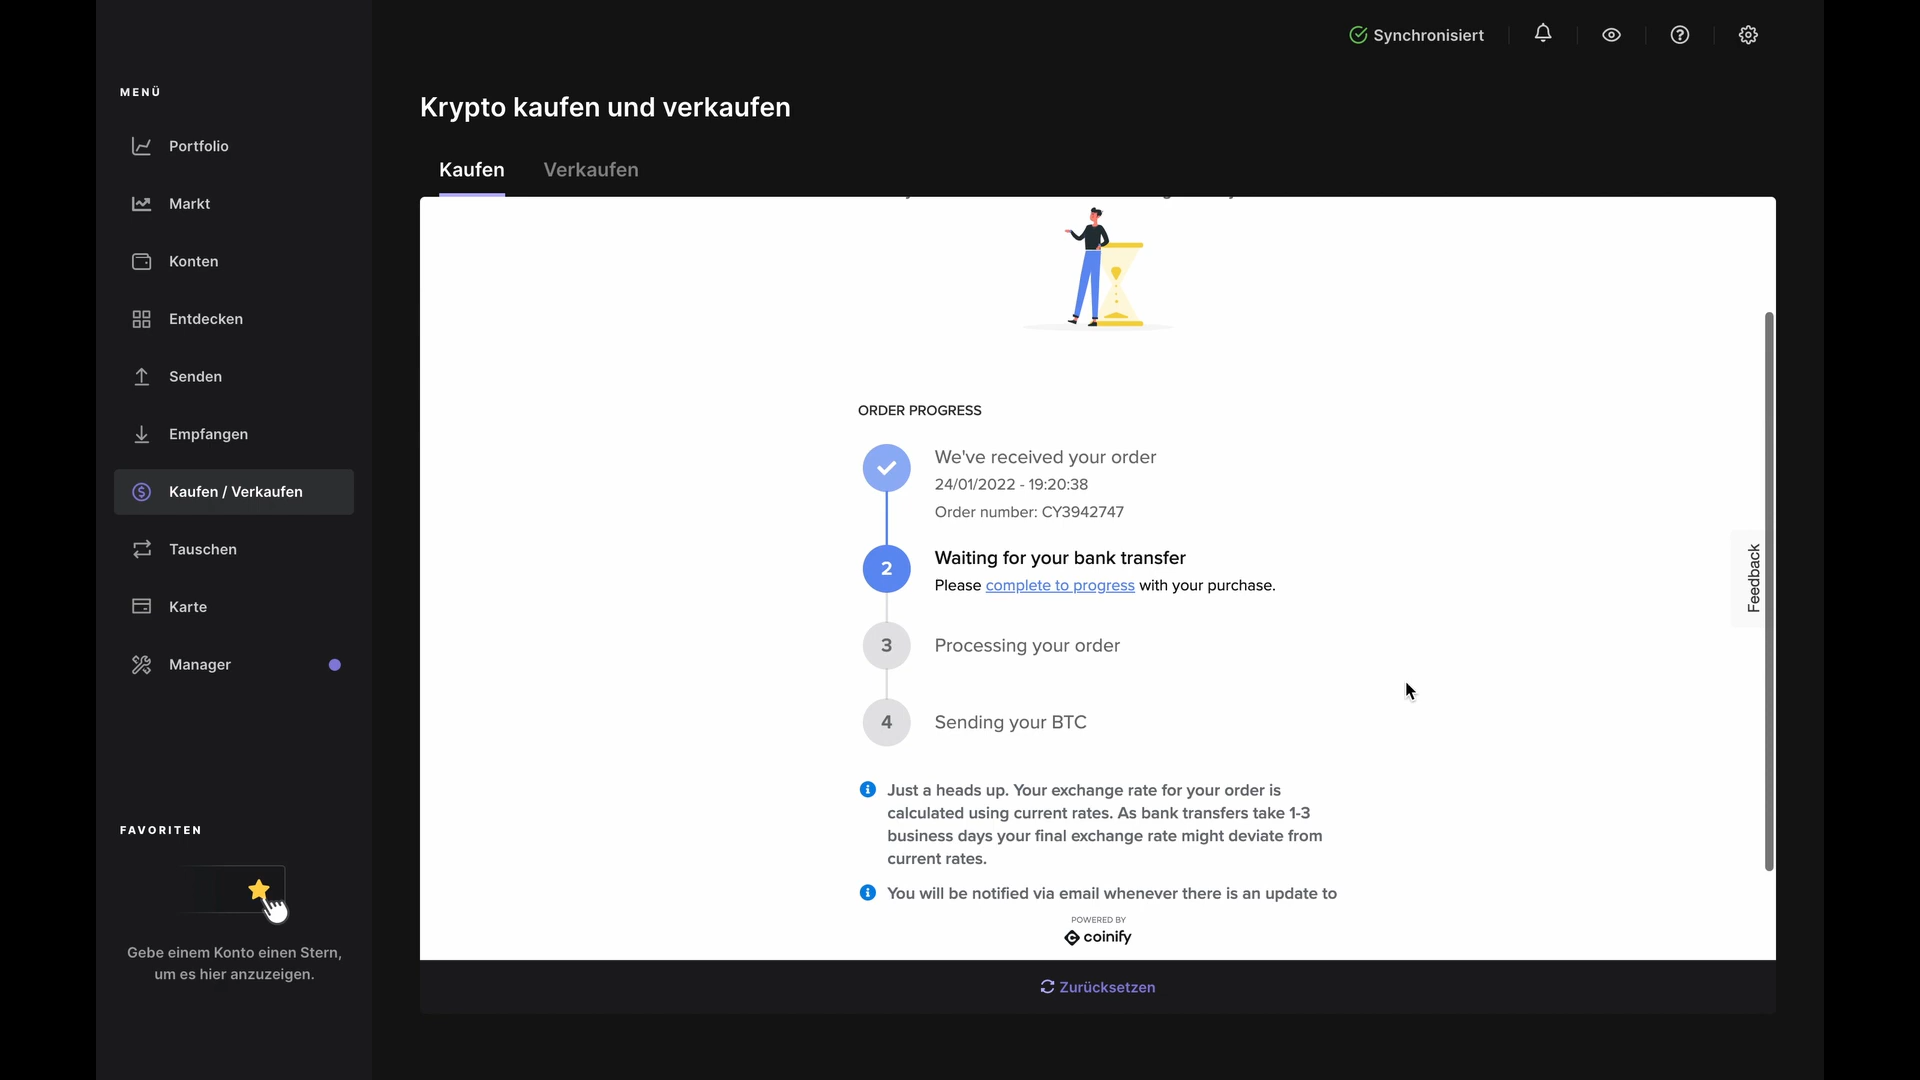 Synchronisiert
MENÜ
Portfolio
Markt
Konten
Entdecken
Senden
Empfangen
Kaufen / Verkaufen
Tauschen
Karte
Manager
FAVORITEN
Gebe einem Konto einen Stern,
um es hier anzuzeigen.
Krypto kaufen und verkaufen
Kaufen Verkaufen
ORDER PROGRESS
We've received your order
24/01/2022 - 19:20:38
Order number: CY3942747
2 Waiting for your bank transfer
Please complete to progress with your purchase.
3 Processing your order
4 Sending your BTC
Just a heads up. Your exchange rate for your order is
calculated using current rates. As bank transfers take 1-3
business days your final exchange rate might deviate from
current rates.
You will be notified via email whenever there is an update to
POWERED BY
coinify
Feedback
Zurücksetzen